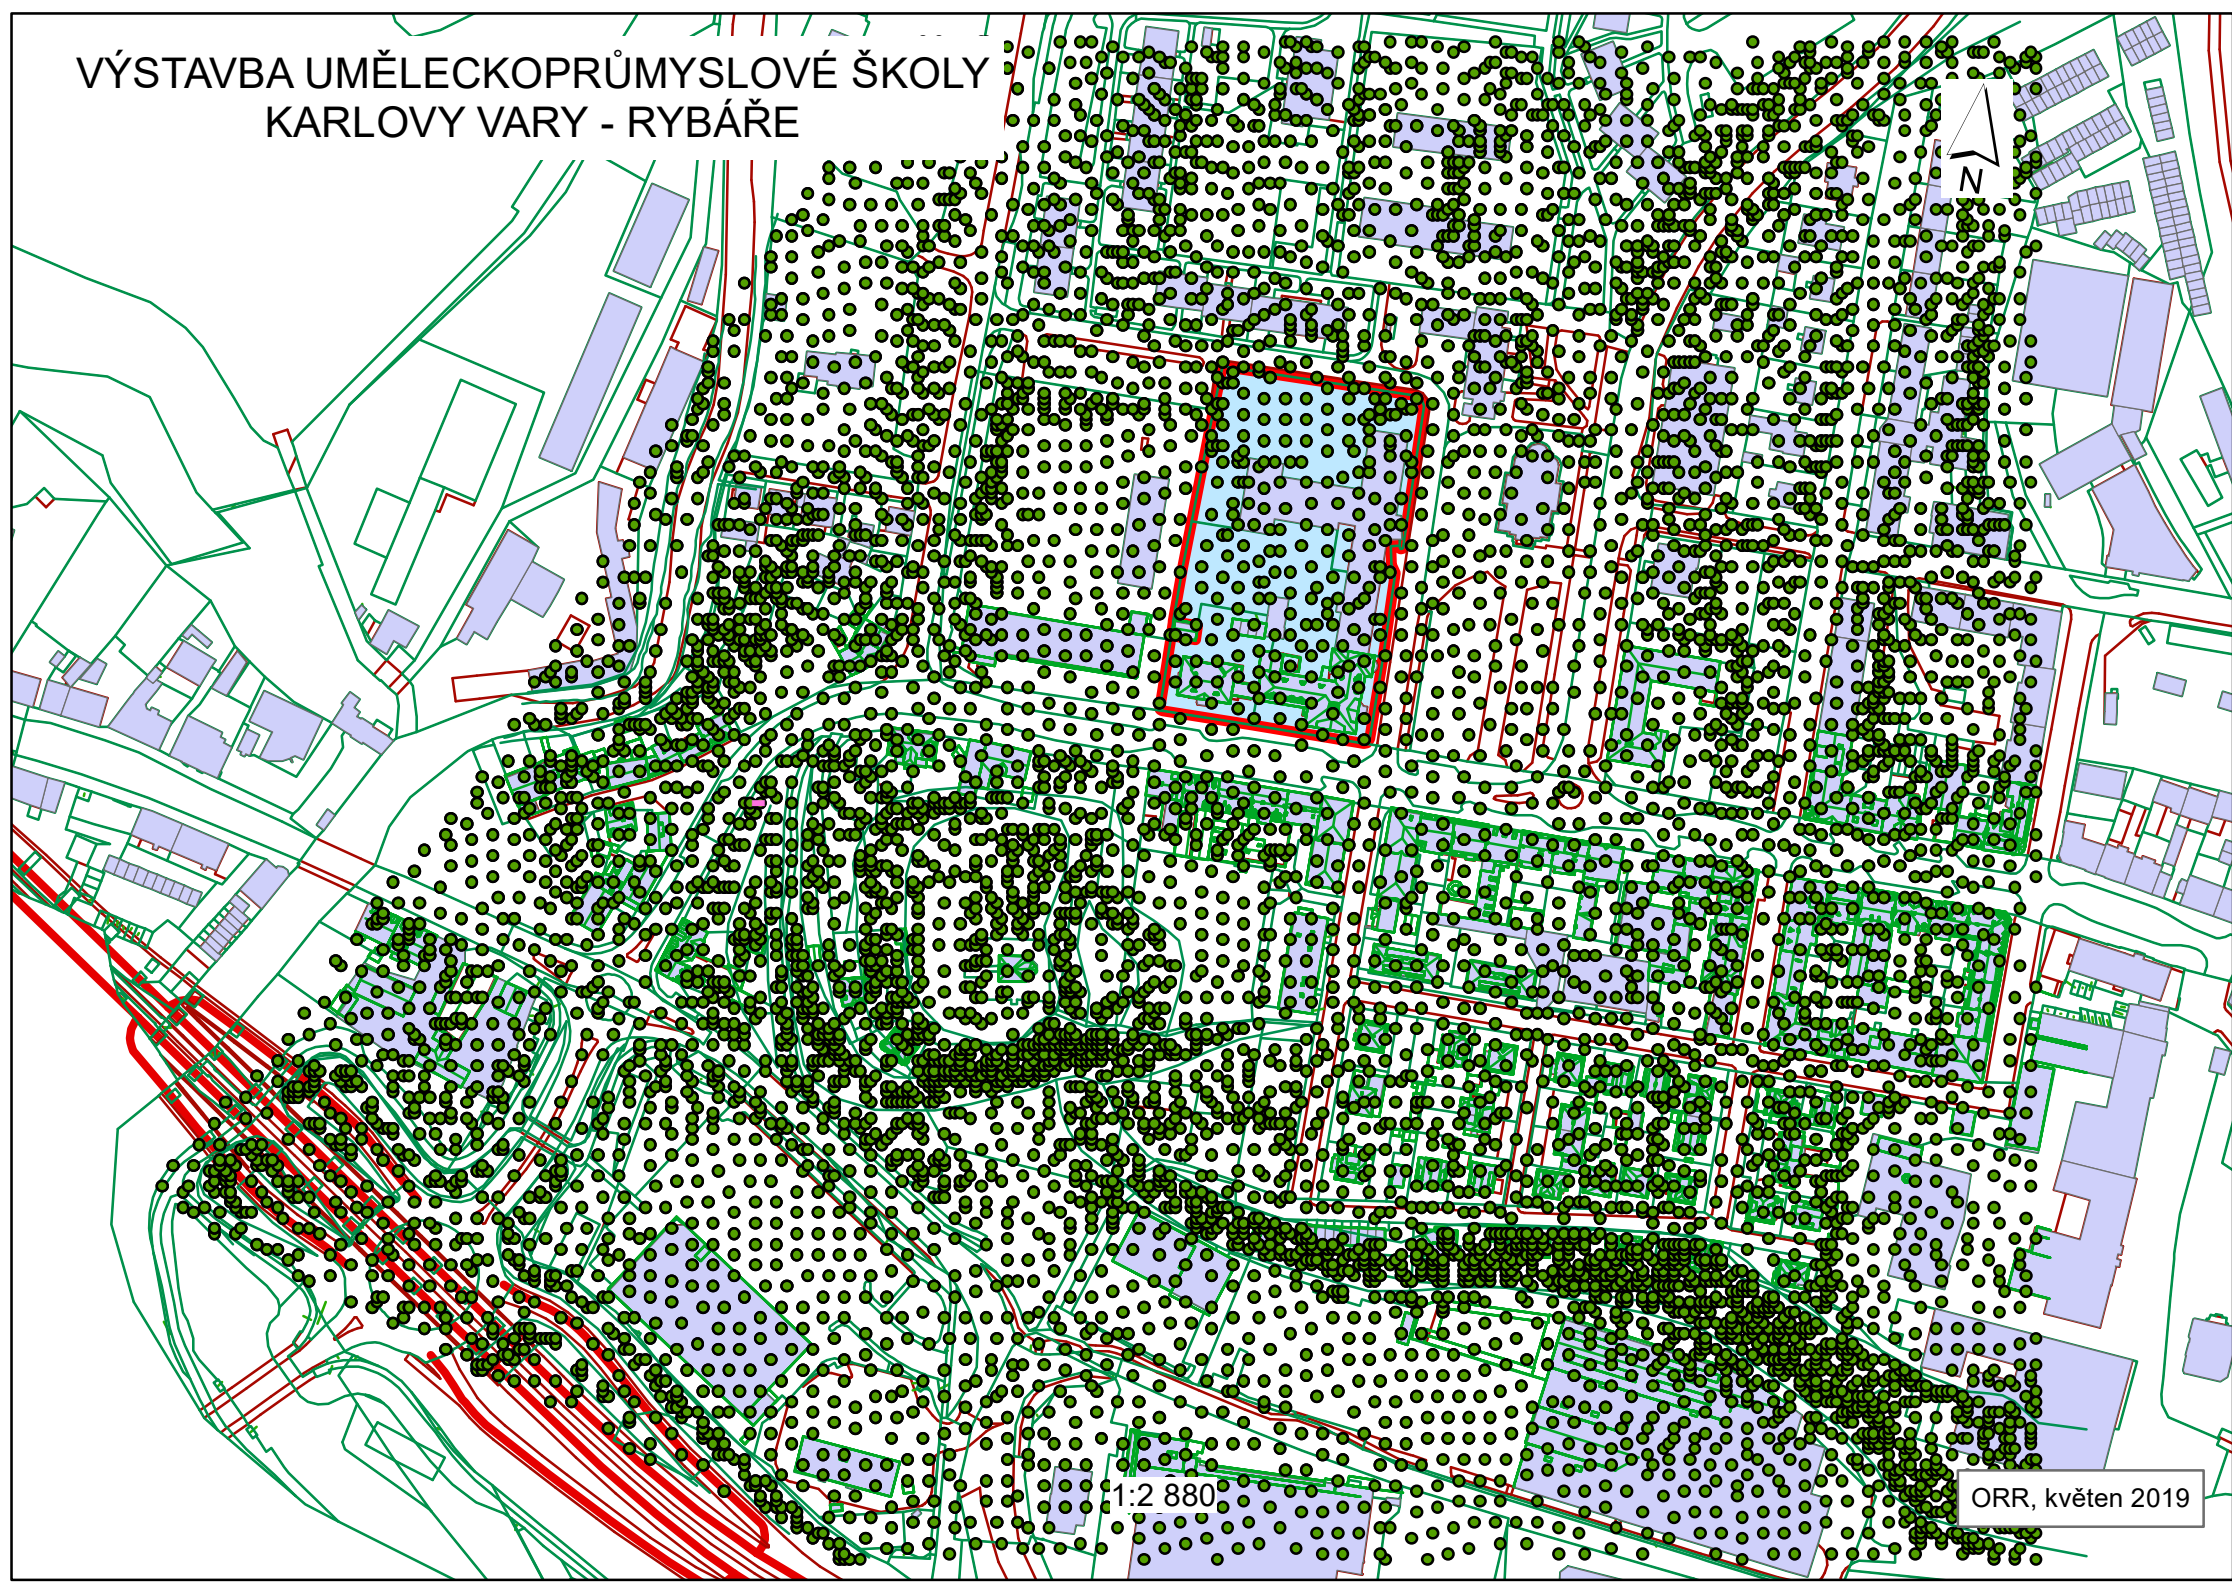 VÝSTAVBA UMĚLECKOPRŮMYSLOVÉ ŠKOLY
KARLOVY VARY - RYBÁŘE
N
1:2 880
ORR, květen 2019